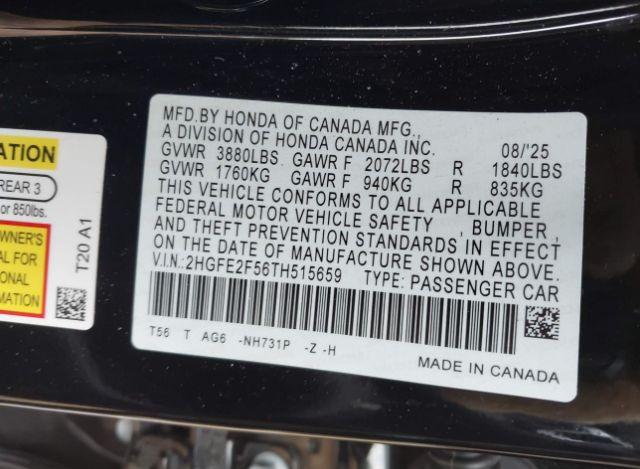 ATION
REAR 3
or 850lbs.
WNER'S
AL for
ONAL
MATION
T20 A1
MFD.BY HONDA OF CANADA MFG.,
A DIVISION OF HONDA CANADA INC. 08/'25
GVWR 3880LBS GAWR F 2072LBS R 1840LBS
GVWR 1760KG GAWR F 940KG R 835KG
THIS VEHICLE CONFORMS TO ALL APPLICABLE
FEDERAL MOTOR VEHICLE SAFETY , BUMPER,
AND THEFT PREVENTION STANDARDS IN EFFECT
ON THE DATE OF MANUFACTURE SHOWN ABOVE.
V.I.N.:2HGFE2F56TH515659 TYPE: PASSENGER CAR
T56 T AG6 -NH731P -Z -H
MADE IN CANADA